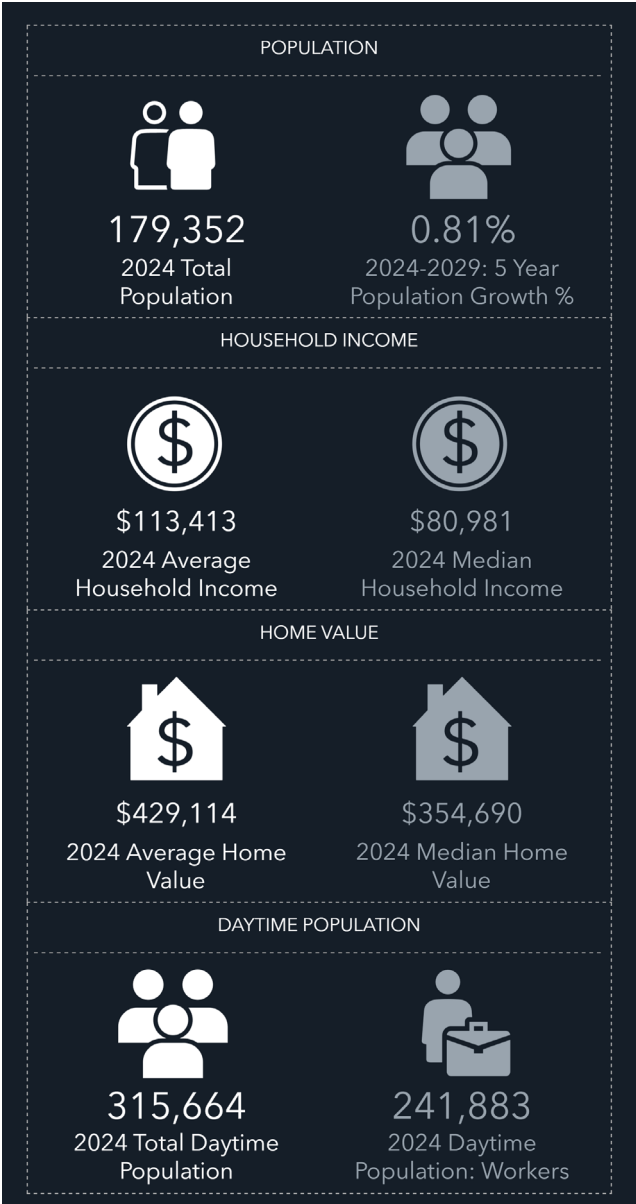 POPULATION
179,352
2024 Total
Population
0.81%
2024-2029: 5 Year
Population Growth %
HOUSEHOLD INCOME
$
$113,413
2024 Average
Household Income
$
$80,981
2024 Median
Household Income
HOME VALUE
$
$429,114
2024 Average Home
Value
$
$354,690
2024 Median Home
Value
DAYTIME POPULATION
315,664
2024 Total Daytime
Population
241,883
2024 Daytime
Population: Workers